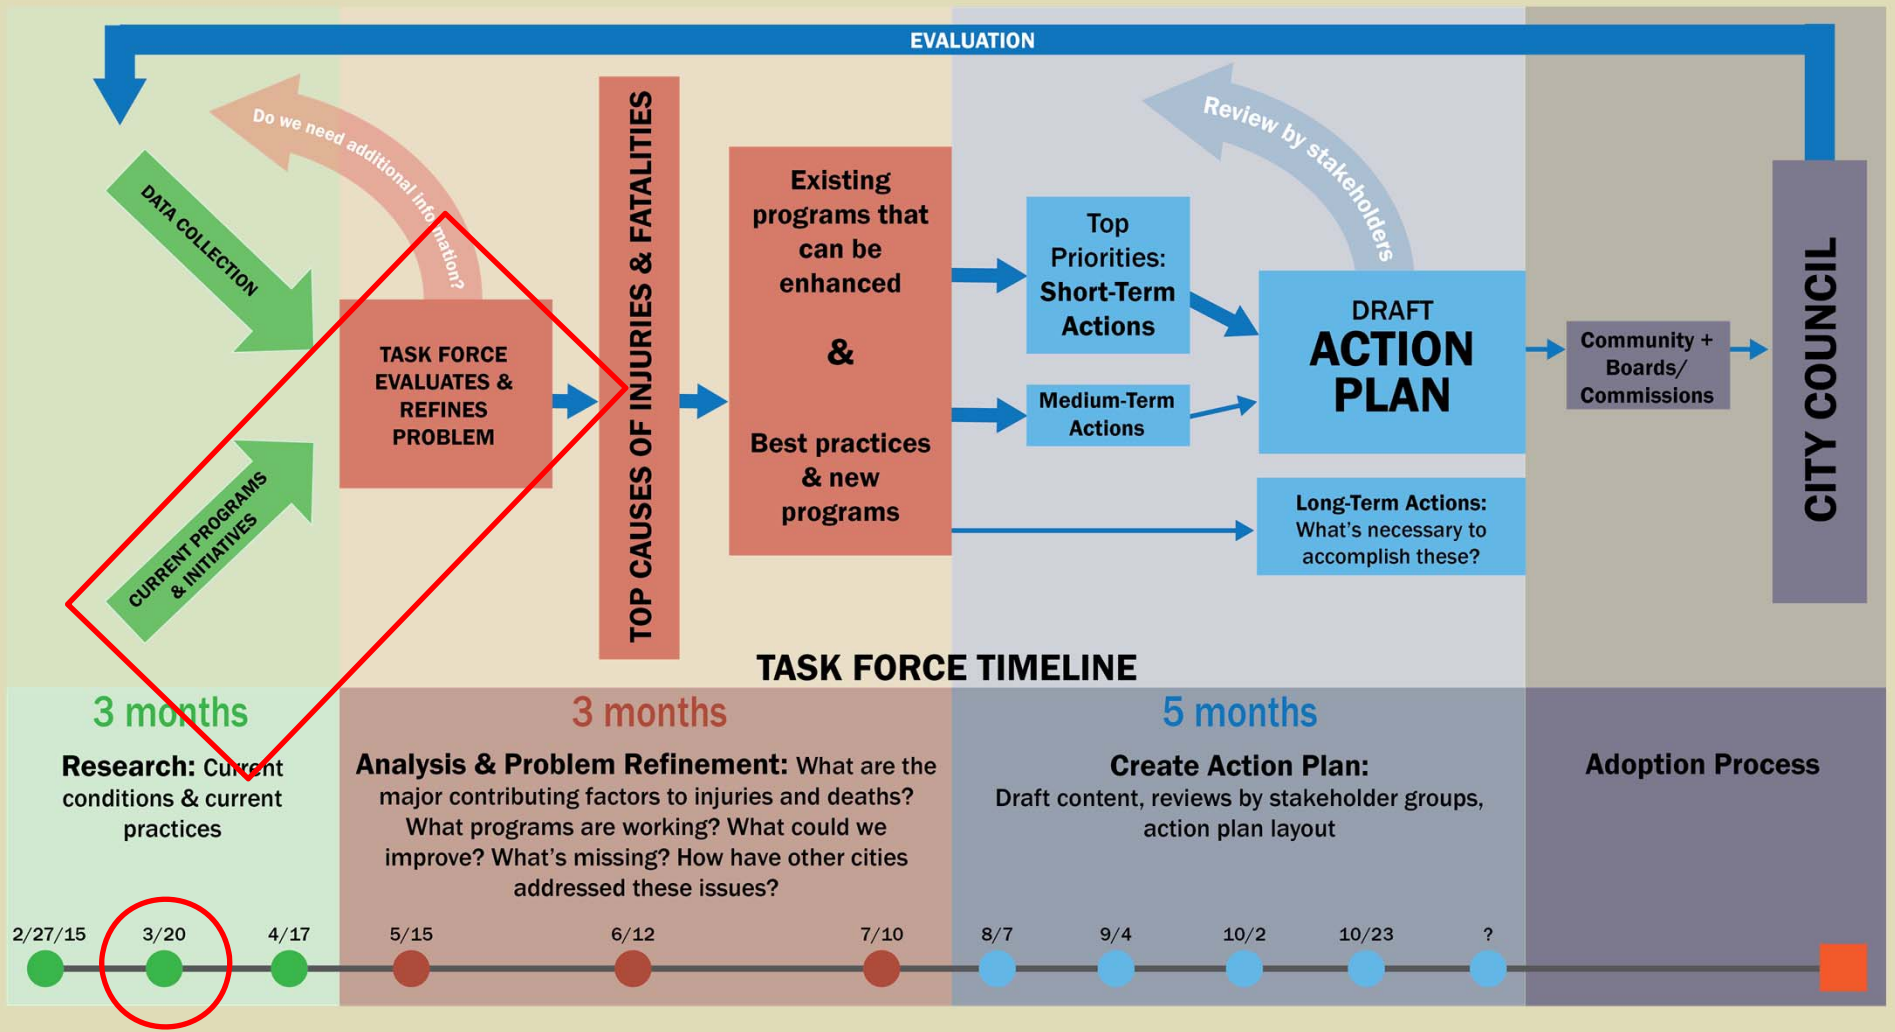 EVALUATION
Do we need additional information?
DATA COLLECTION
CURRENT PROGRAMS
& INITIATIVES
TASK FORCE
EVALUATES &
REFINES
PROBLEM
TOP CAUSES OF INJURIES & FATALITIES
Existing
programs that
can be
enhanced
&
Best practices
& new
programs
Review by stakeholders
Top
Priorities:
Short-Term
Actions
Medium-Term
Actions
DRAFT
ACTION
PLAN
Long-Term Actions:
What's necessary to
accomplish these?
Community +
Boards/
Commissions
CITY COUNCIL
TASK FORCE TIMELINE
3 months
Research: Current
conditions & current
practices
3 months
Analysis & Problem Refinement: What are the
major contributing factors to injuries and deaths?
What programs are working? What could we
improve? What's missing? How have other cities
addressed these issues?
5 months
Create Action Plan:
Draft content, reviews by stakeholder groups,
action plan layout
Adoption Process
2/27/15 3/20 4/17 5/15 6/12 7/10 8/7 9/4 10/2 10/23 ?